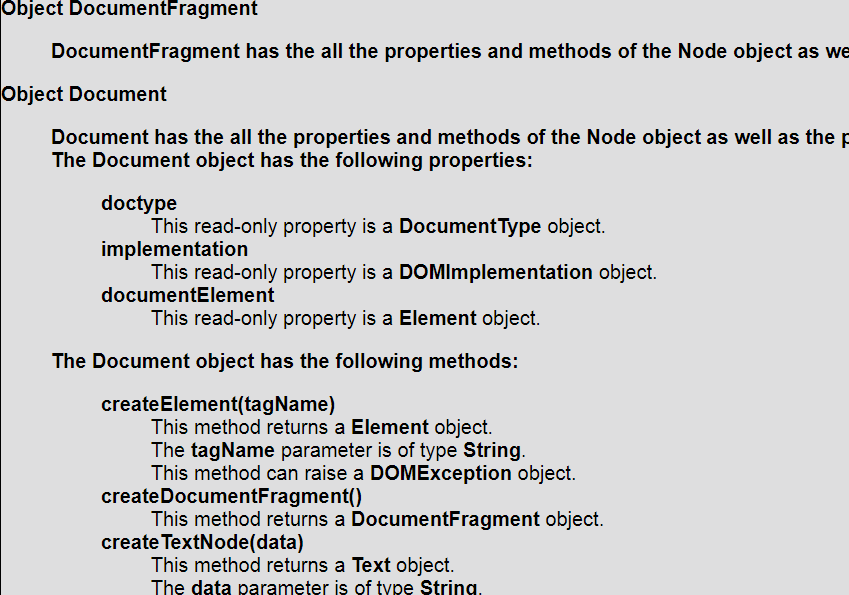 Object DocumentFragment
DocumentFragment has the all the properties and methods of the Node object as we
Object Document
Document has the all the properties and methods of the Node object as well as the p
The Document object has the following properties:
doctype
This read-only property is a DocumentType object.
implementation
This read-only property is a DOMImplementation object.
documentElement
This read-only property is a Element object.
The Document object has the following methods:
createElement(tagName)
This method returns a Element object.
The tagName parameter is of type String.
This method can raise a DOMException object.
createDocumentFragment()
This method returns a DocumentFragment object.
createTextNode(data)
This method returns a Text object.
The data parameter is of type String.